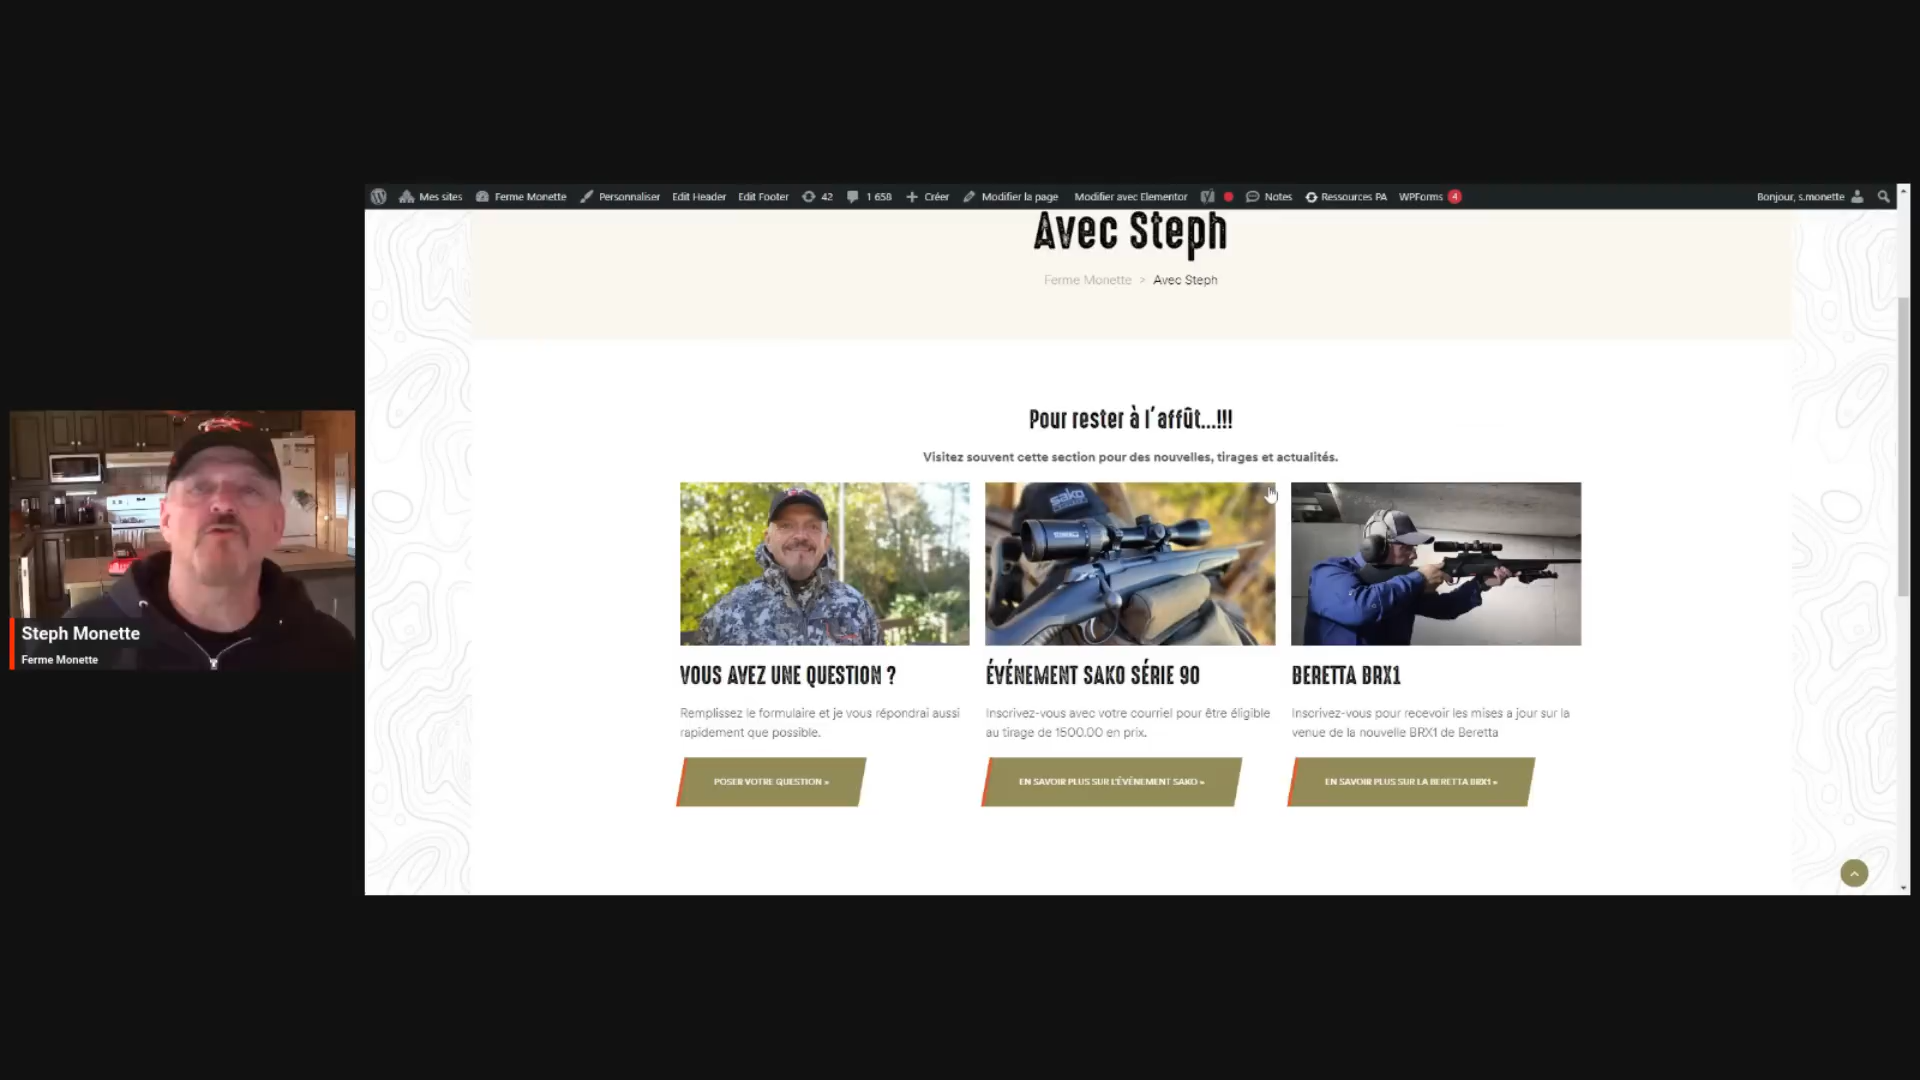 Mes sites Ferme Monette Personnaliser Edit Header Edit Footer 42 1 658 Créer Modifier la page Modifier avec Elementor Notes Ressources PA WPForms 4 Bonjour, s.monette
Avec Steph
Ferme Monette > Avec Steph
Pour rester à l'affût...!!!
Visitez souvent cette section pour des nouvelles, tirages et actualités.
sako
VOUS AVEZ UNE QUESTION ?
Remplissez le formulaire et je vous répondrai aussi
rapidement que possible.
POSER VOTRE QUESTION »
ÉVÉNEMENT SAKO SÉRIE 90
Inscrivez-vous avec votre courriel pour être éligible
au tirage de 1500.00 en prix.
EN SAVOIR PLUS SUR L'ÉVÉNEMENT SAKO »
BERETTA BRX1
Inscrivez-vous pour recevoir les mises a jour sur la
venue de la nouvelle BRX1 de Beretta
EN SAVOIR PLUS SUR LA BERETTA BRX1 »
Steph Monette
Ferme Monette